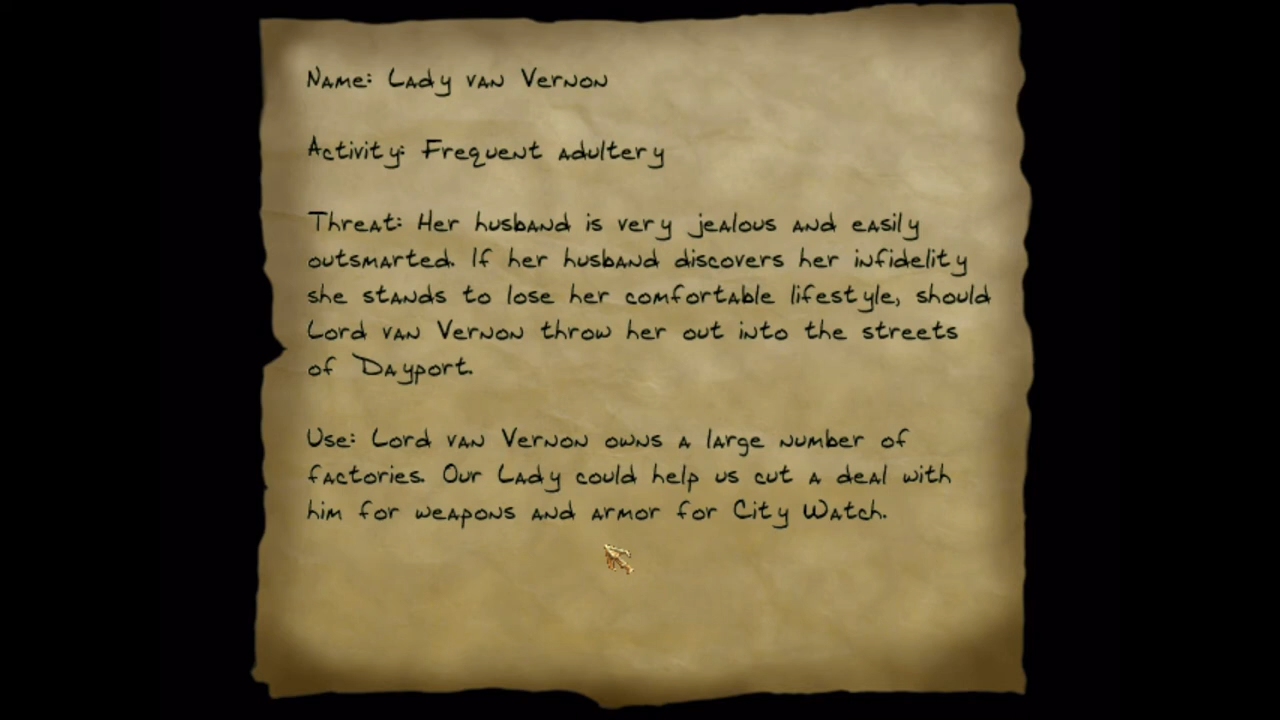 Name: Lady van Vernon
Activity: Frequent adultery
Threat: Her husband is very jealous and easily
outsmarted. If her husband discovers her infidelity
she stands to lose her comfortable lifestyle, should
Lord van Vernon throw her out into the streets
of Dayport.
Use: Lord van Vernon owns a large number of
factories. Our Lady could help us cut a deal with
him for weapons and armor for City Watch.